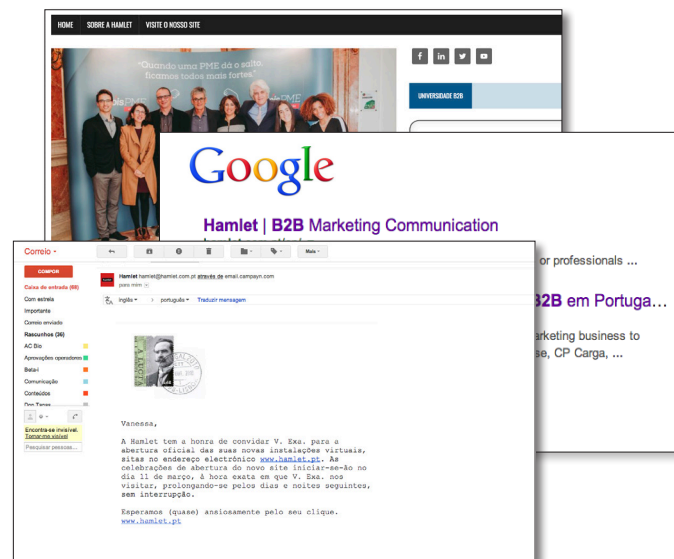 HOME SOBRE A HAMLET VISITE O NOSSO SITE
"Quando uma PME dá o salto,
ficamos todos mais fortes."
UNIVERSIDADE B2B
Google
Hamlet | B2B Marketing Communication
or professionals ...
B2B em Portuga...
arketing business to
se, CP Carga, ...
Correio
Mais
COMPOR
Caixa de entrada (68)
Com estrela
Importante
Correio enviado
Rascunhos (36)
AC Bio
Aprovações operadores
Beta-i
Comunicação
Conteúdos
Don Tapas
Encontra-se invisível.
Tornar-me visível
Pesquisar pessoas...
Hamlet hamlet@hamlet.com.pt através de email.campayn.com
para mim
inglês > português Traduzir mensagem
Vanessa,
A Hamlet tem a honra de convidar V. Exa. para a
abertura oficial das suas novas instalações virtuais,
sitas no endereço electrónico www.hamlet.pt. As
celebrações de abertura do novo site iniciar-se-ão no
dia 11 de março, à hora exata em que V. Exa. nos
visitar, prolongando-se pelos dias e noites seguintes,
sem interrupção.
Esperamos (quase) ansiosamente pelo seu clique.
www.hamlet.pt